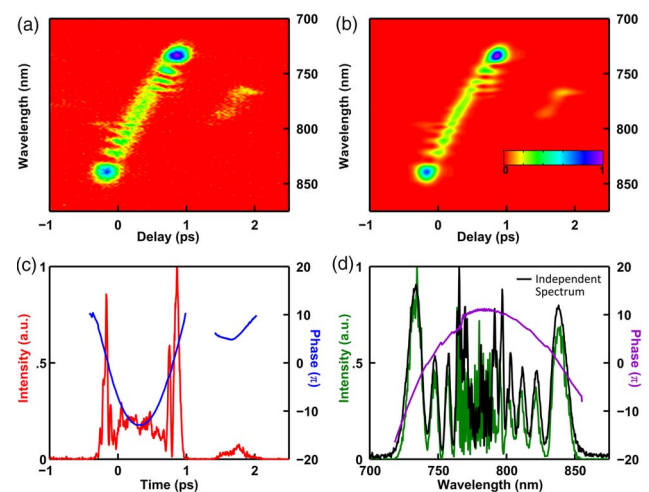 (a)
(b)
Wavelength (nm)
700
750
800
850
−1
0
1
2
Delay (ps)
Wavelength (nm)
700
750
800
850
0
1
−1
0
1
2
Delay (ps)
(c)
(d)
Intensity (a.u.)
1
.5
0
20
10
0
−10
−20
Phase (π)
−1
0
1
2
Time (ps)
Intensity (a.u.)
1
.5
0
Independent
Spectrum
20
10
0
−10
−20
Phase (π)
700
750
800
850
Wavelength (nm)